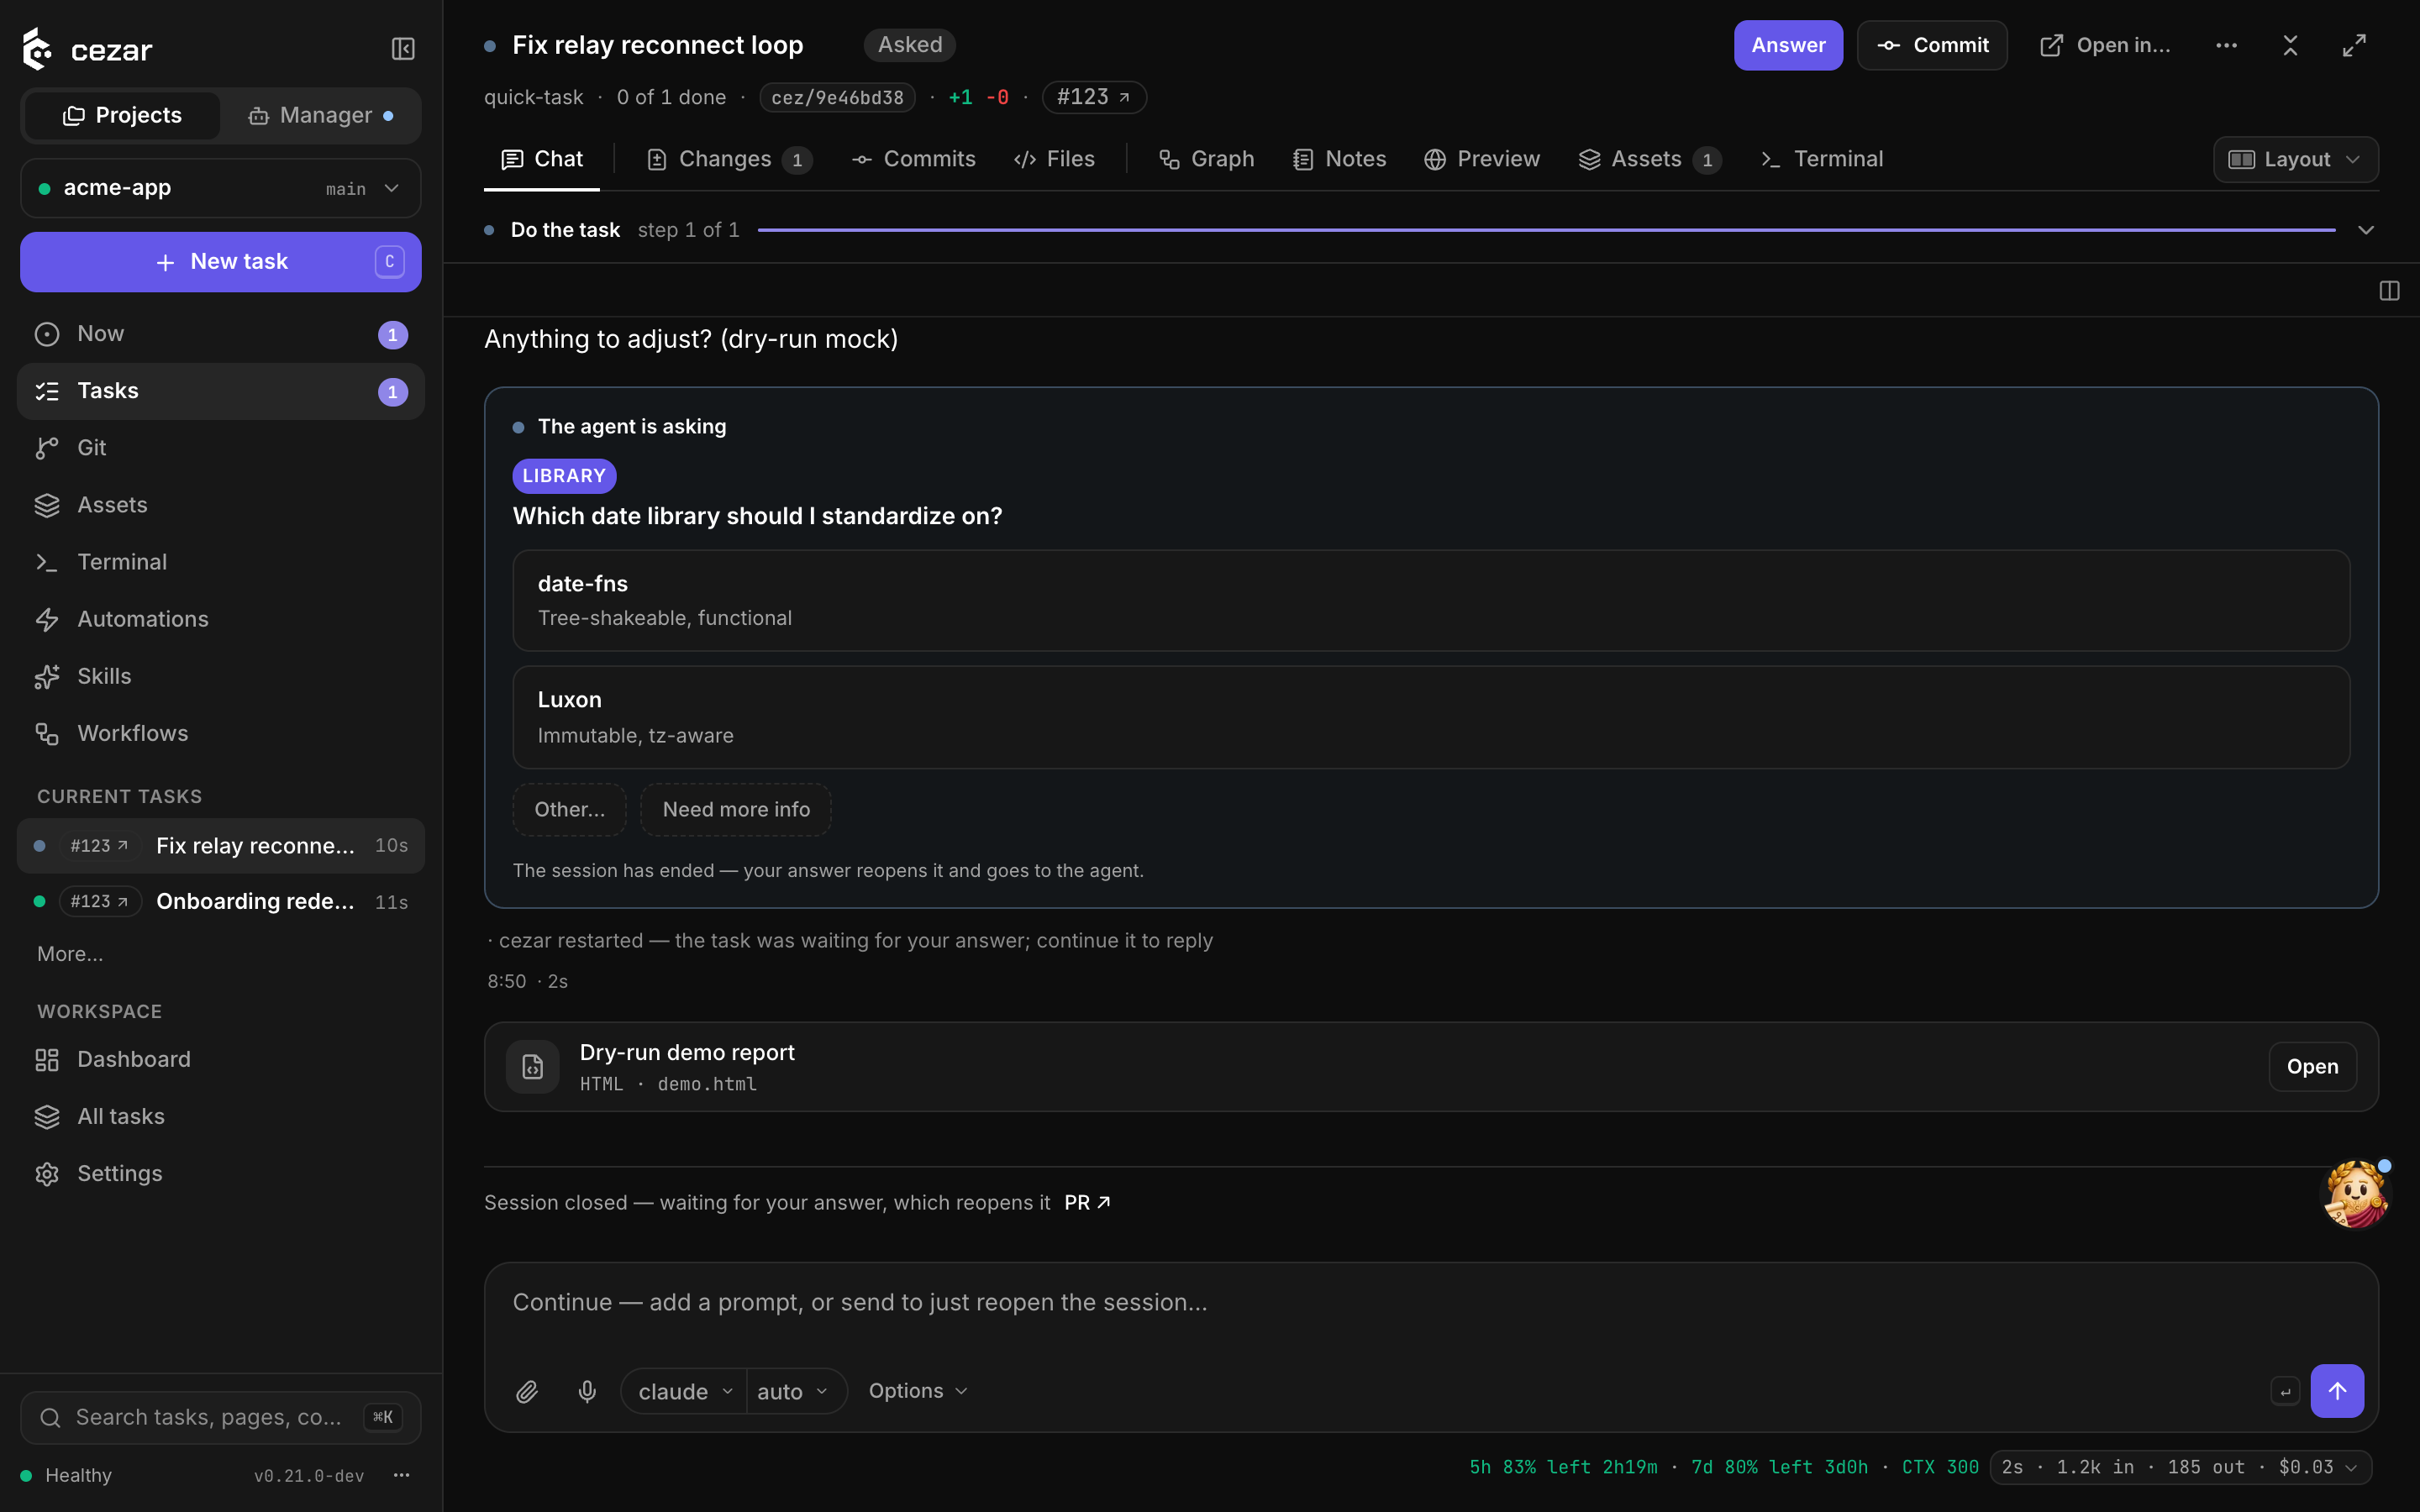 cezar
Projects
Manager
acme-app main
+ New task C
Now 1
Tasks 1
Git
Assets
Terminal
Automations
Skills
Workflows
CURRENT TASKS
#123 ↗ Fix relay reconne... 10s
#123 ↗ Onboarding rede... 11s
More...
WORKSPACE
Dashboard
All tasks
Settings
Search tasks, pages, co... ⌘K
Healthy v0.21.0-dev
Fix relay reconnect loop Asked
Answer
Commit
Open in...
quick-task · 0 of 1 done · cez/9e46bd38 · +1 -0 · #123 ↗
Chat
Changes 1
Commits
Files
Graph
Notes
Preview
Assets 1
Terminal
Layout
Do the task step 1 of 1
Anything to adjust? (dry-run mock)
The agent is asking
LIBRARY
Which date library should I standardize on?
date-fns
Tree-shakeable, functional
Luxon
Immutable, tz-aware
Other...
Need more info
The session has ended — your answer reopens it and goes to the agent.
· cezar restarted — the task was waiting for your answer; continue it to reply
8:50 · 2s
Dry-run demo report
HTML · demo.html
Open
Session closed — waiting for your answer, which reopens it PR ↗
Continue — add a prompt, or send to just reopen the session...
claude
auto
Options
5h 83% left 2h19m · 7d 80% left 3d0h · CTX 300 2s · 1.2k in · 185 out · $0.03